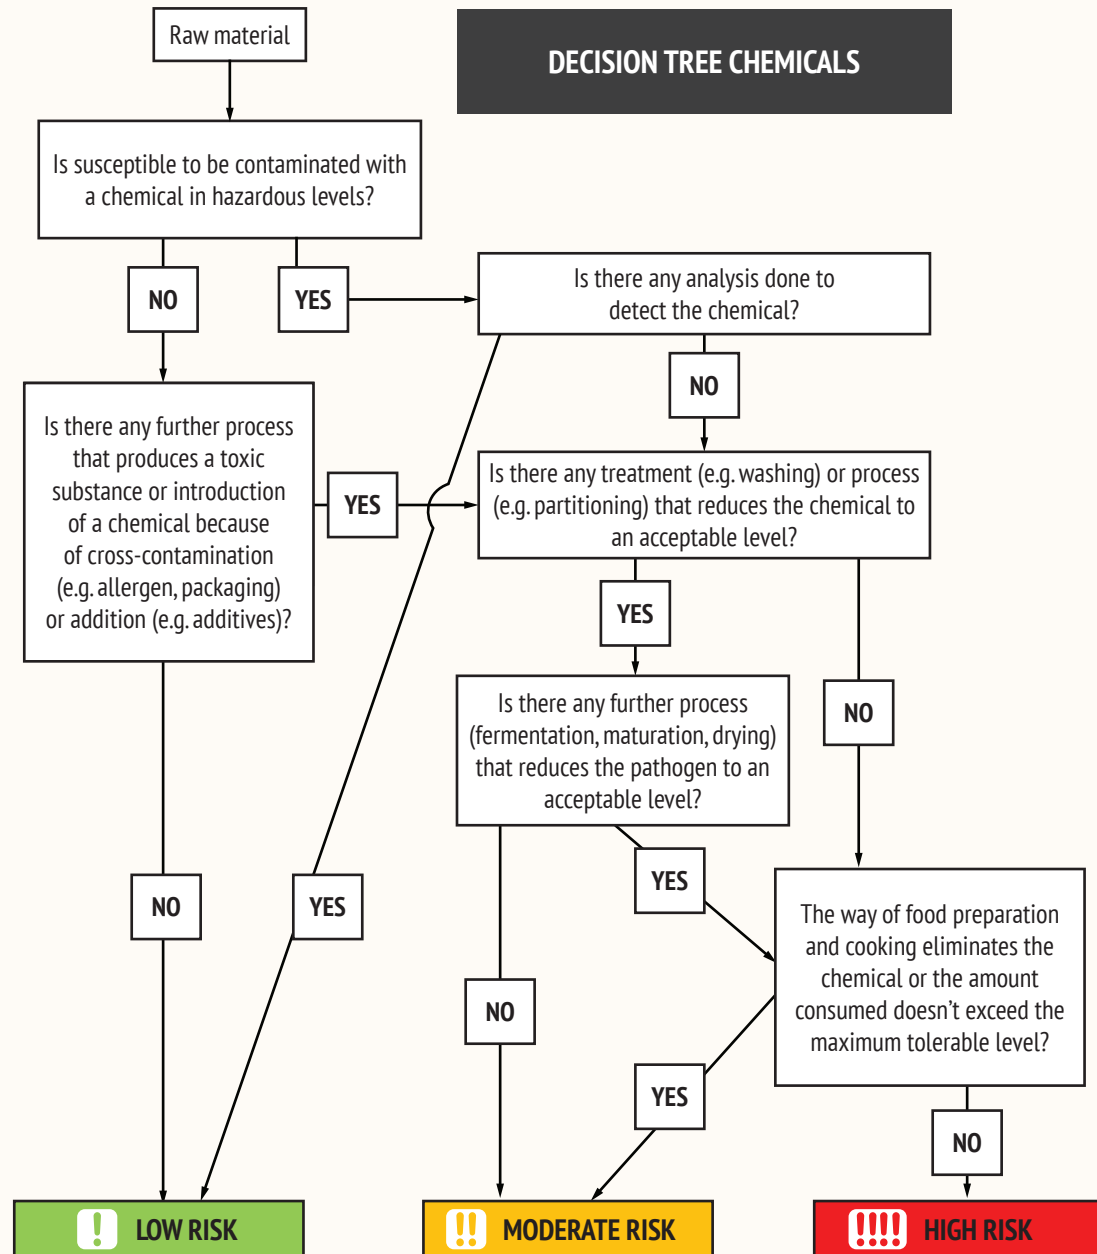 Raw material
DECISION TREE CHEMICALS
Is susceptible to be contaminated with
a chemical in hazardous levels?
NO
YES
Is there any analysis done to
detect the chemical?
NO
Is there any further process
that produces a toxic
substance or introduction
of a chemical because
of cross-contamination
(e.g. allergen, packaging)
or addition (e.g. additives)?
YES
Is there any treatment (e.g. washing) or process
(e.g. partitioning) that reduces the chemical to
an acceptable level?
YES
NO
Is there any further process
(fermentation, maturation, drying)
that reduces the pathogen to an
acceptable level?
NO
YES
YES
The way of food preparation
and cooking eliminates the
chemical or the amount
consumed doesn't exceed the
maximum tolerable level?
NO
YES
NO
! LOW RISK
!! MODERATE RISK
!!!! HIGH RISK